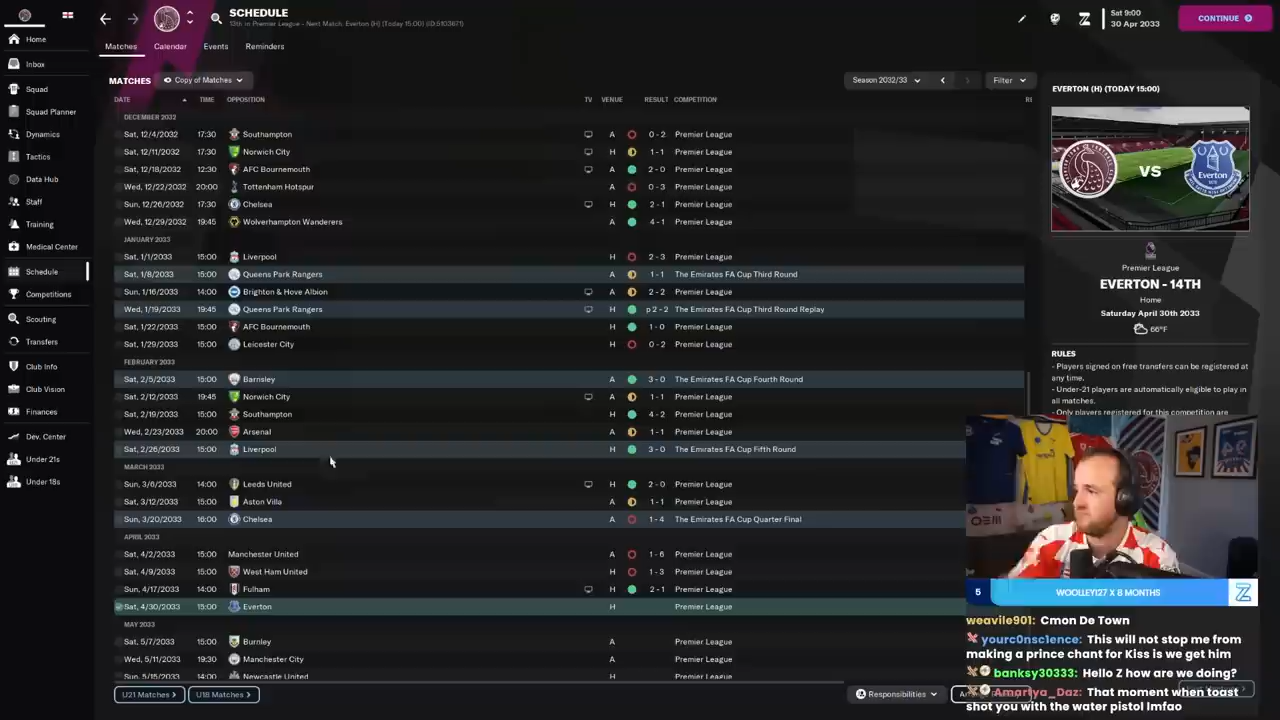 SCHEDULE
13th in Premier League - Next Match: Everton (H) (Today 15:00) (ID:5103671)
Sat 9:00
30 Apr 2033
CONTINUE
Home
Inbox
Squad
Squad Planner
Dynamics
Tactics
Data Hub
Staff
Training
Medical Center
Schedule
Competitions
Scouting
Transfers
Club Info
Club Vision
Finances
Dev. Center
Under 21s
Under 18s
Matches Calendar Events Reminders
MATCHES Copy of Matches Season 2032/33 Filter
DATE TIME OPPOSITION TV VENUE RESULT COMPETITION RE
DECEMBER 2032
Sat, 12/4/2032 17:30 Southampton A 0 - 2 Premier League
Sat, 12/11/2032 17:30 Norwich City H 1-1 Premier League
Sat, 12/18/2032 12:30 AFC Bournemouth A 2-0 Premier League
Wed, 12/22/2032 20:00 Tottenham Hotspur A 0-3 Premier League
Sun, 12/26/2032 17:30 Chelsea H 2-1 Premier League
Wed, 12/29/2032 19:45 Wolverhampton Wanderers A 4-1 Premier League
JANUARY 2033
Sat, 1/1/2033 15:00 Liverpool H 2-3 Premier League
Sat, 1/8/2033 15:00 Queens Park Rangers A 1-1 The Emirates FA Cup Third Round
Sun, 1/16/2033 14:00 Brighton & Hove Albion A 2-2 Premier League
Wed, 1/19/2033 19:45 Queens Park Rangers H p 2-2 The Emirates FA Cup Third Round Replay
Sat, 1/22/2033 15:00 AFC Bournemouth H 1-0 Premier League
Sat, 1/29/2033 15:00 Leicester City H 0-2 Premier League
FEBRUARY 2033
Sat, 2/5/2033 15:00 Barnsley A 3-0 The Emirates FA Cup Fourth Round
Sat, 2/12/2033 19:45 Norwich City A 1-1 Premier League
Sat, 2/19/2033 15:00 Southampton H 4-2 Premier League
Wed, 2/23/2033 20:00 Arsenal A 1-1 Premier League
Sat, 2/26/2033 15:00 Liverpool H 3-0 The Emirates FA Cup Fifth Round
MARCH 2033
Sun, 3/6/2033 14:00 Leeds United H 2-0 Premier League
Sat, 3/12/2033 15:00 Aston Villa A 1-1 Premier League
Sun, 3/20/2033 16:00 Chelsea A 1-4 The Emirates FA Cup Quarter Final
APRIL 2033
Sat, 4/2/2033 15:00 Manchester United A 1-6 Premier League
Sat, 4/9/2033 15:00 West Ham United H 1-3 Premier League
Sun, 4/17/2033 14:00 Fulham H 2-1 Premier League
Sat, 4/30/2033 15:00 Everton H Premier League
MAY 2033
Sat, 5/7/2033 15:00 Burnley A Premier League
Wed, 5/11/2033 19:30 Manchester City A Premier League
Sun, 5/15/2033 14:00 Newcastle United H Premier League
U21 Matches
U18 Matches
Responsibilities
EVERTON (H) (TODAY 15:00)
VS
Everton
Premier League
EVERTON - 14TH
Home
Saturday April 30th 2033
66°F
RULES
- Players signed on free transfers can be registered at
any time.
- Under-21 players are automatically eligible to play in
all matches.
- Only players registered for this competition are
5 WOOLLEY127 X 8 MONTHS
weavile901: Cmon De Town
yourc0nsc1ence: This will not stop me from
making a prince chant for Kiss is we get him
banksy30333: Hello Z how are we doing?
Amariya_Daz: That moment when toast
shot you with the water pistol lmfao